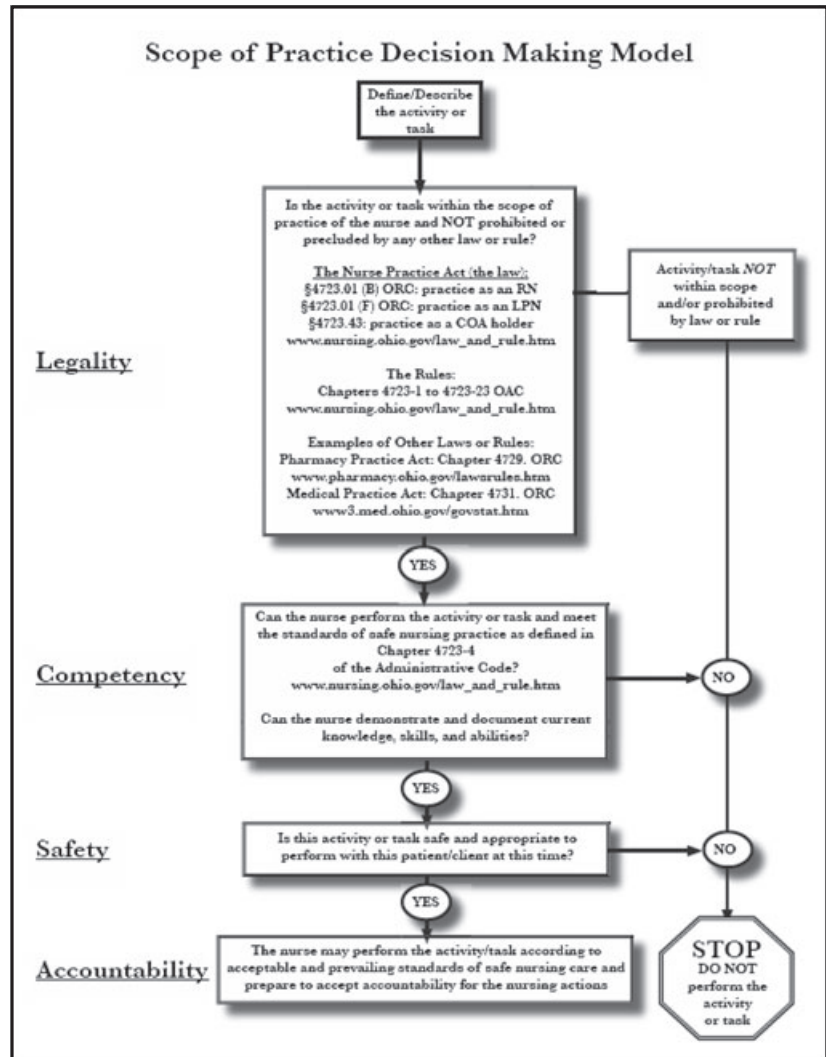 Scope of Practice Decision Making Model
Define/Describe
the activity or
task
Is the activity or task within the scope of
practice of the nurse and NOT prohibited or
precluded by any other law or rule?
The Nurse Practice Act (the law):
§4723.01 (B) ORC: practice as an RN
§4723.01 (F) ORC: practice as an LPN
§4723.43: practice as a COA holder
www.nursing.ohio.gov/law_and_rule.htm
The Rules:
Chapters 4723-1 to 4723-23 OAC
www.nursing.ohio.gov/law_and_rule.htm
Examples of Other Laws or Rules:
Pharmacy Practice Act: Chapter 4729. ORC
www.pharmacy.ohio.gov/lawsrules.htm
Medical Practice Act: Chapter 4731. ORC
www3.med.ohio.gov/govstat.htm
Activity/task NOT
within scope
and/or prohibited
by law or rule
Legality
YES
Can the nurse perform the activity or task and meet
the standards of safe nursing practice as defined in
Chapter 4723-4
of the Administrative Code?
www.nursing.ohio.gov/law_and_rule.htm
Can the nurse demonstrate and document current
knowledge, skills, and abilities?
Competency
NO
YES
Safety
Is this activity or task safe and appropriate to
perform with this patient/client at this time?
NO
YES
Accountability
The nurse may perform the activity/task according to
acceptable and prevailing standards of safe nursing care and
prepare to accept accountability for the nursing actions
STOP
DO NOT
perform the
activity
or task